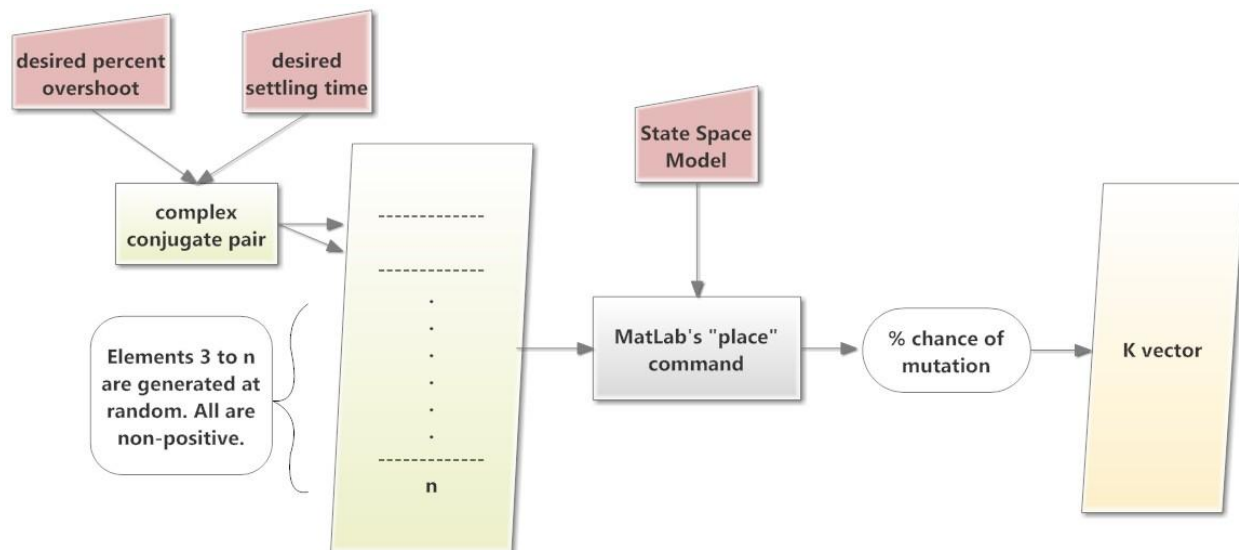 desired percent
overshoot
desired
settling time
State Space
Model
complex
conjugate pair
Elements 3 to n
are generated at
random. All are
non-positive.
n
MatLab's "place"
command
% chance of
mutation
K vector